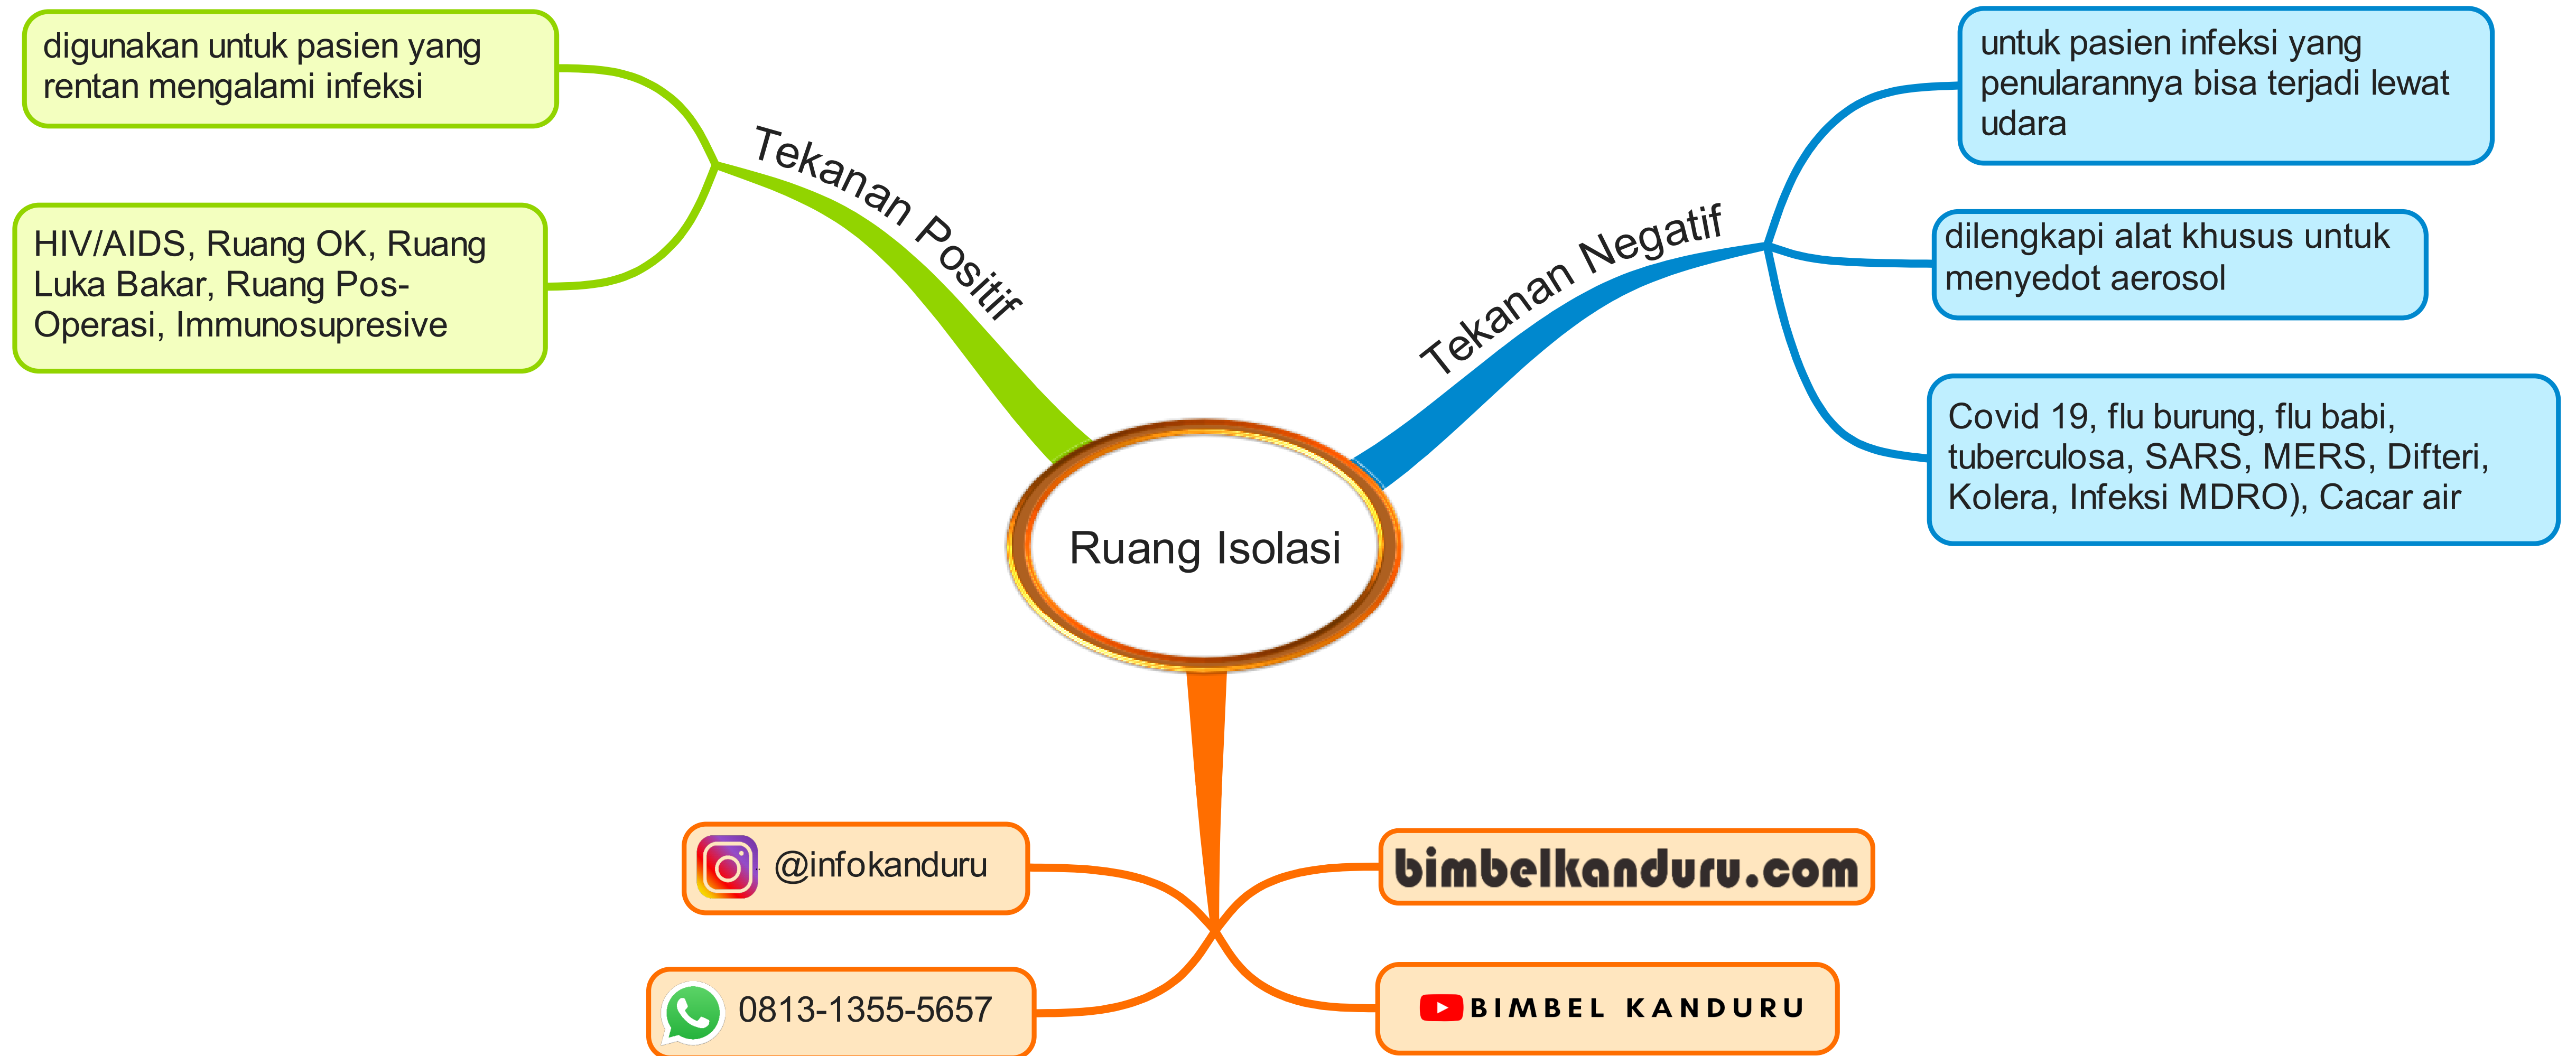 digunakan untuk pasien yang
rentan mengalami infeksi
HIV/AIDS, Ruang OK, Ruang
Luka Bakar, Ruang Pos-
Operasi, Immunosupresive
Tekanan Positif
Tekanan Negatif
untuk pasien infeksi yang
penularannya bisa terjadi lewat
udara
dilengkapi alat khusus untuk
menyedot aerosol
Covid 19, flu burung, flu babi,
tuberculosa, SARS, MERS, Difteri,
Kolera, Infeksi MDRO), Cacar air
Ruang Isolasi
@infokanduru
0813-1355-5657
bimbelkanduru.com
BIMBEL KANDURU